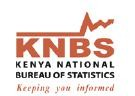 KNBS
KENYA NATIONAL
BUREAU OF STATISTICS
Keeping you informed